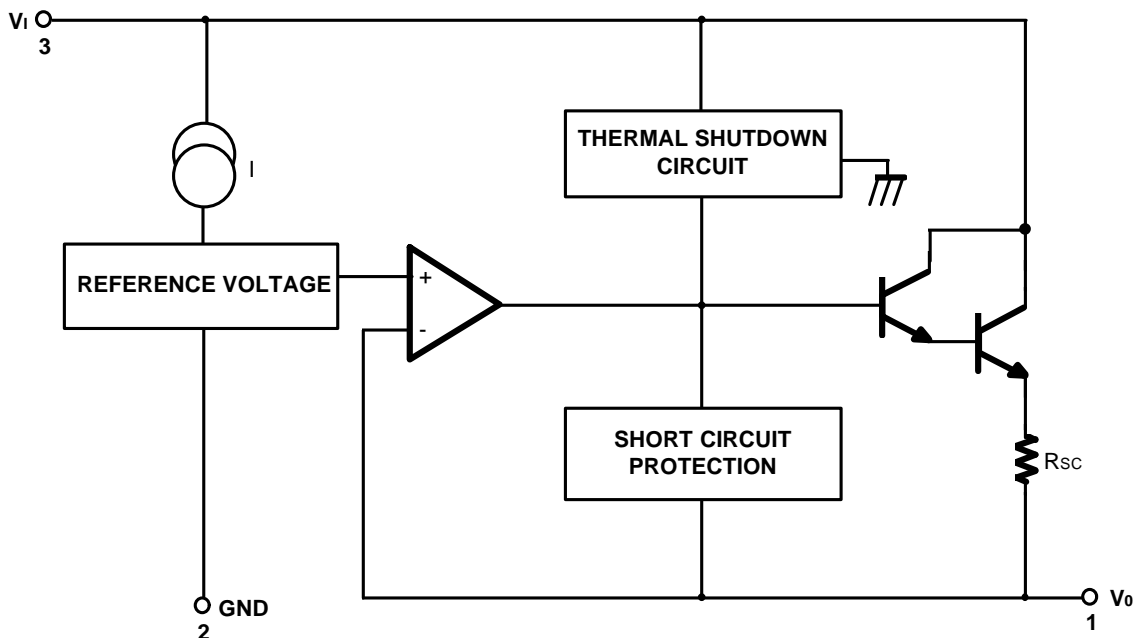 VI
3
THERMAL SHUTDOWN
CIRCUIT
I
REFERENCE VOLTAGE
+
-
SHORT CIRCUIT
PROTECTION
RSC
GND
2
V0
1